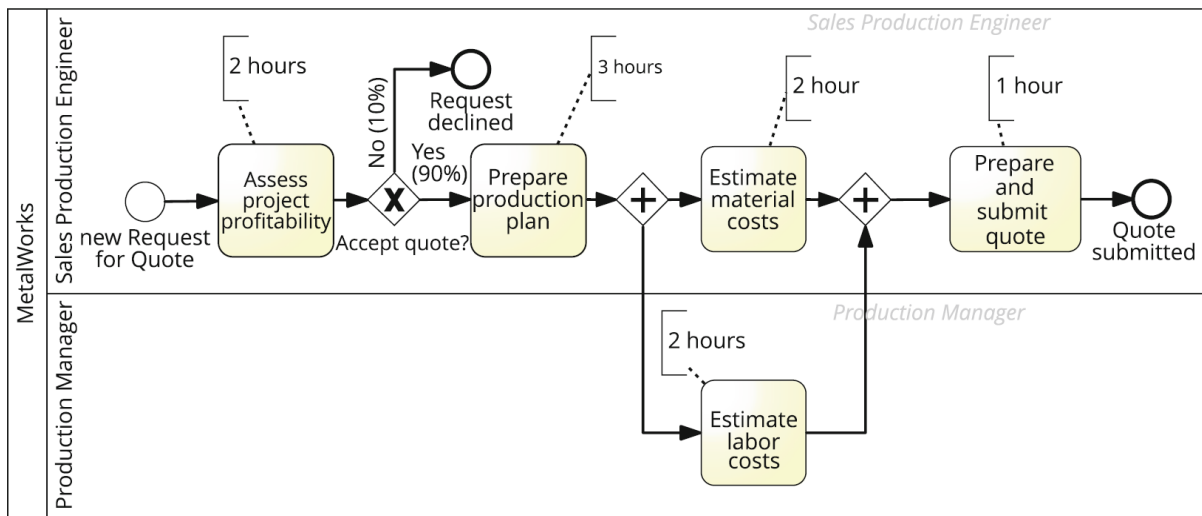 MetalWorks
Sales Production Engineer
Sales Production Engineer
2 hours
No (10%)
Request
declined
3 hours
2 hour
1 hour
new Request
for Quote
Assess
project
profitability
X
Accept quote?
Yes
(90%)
Prepare
production
plan
+
Estimate
material
costs
+
Prepare
and
submit
quote
Quote
submitted
Production Manager
Production Manager
2 hours
Estimate
labor
costs